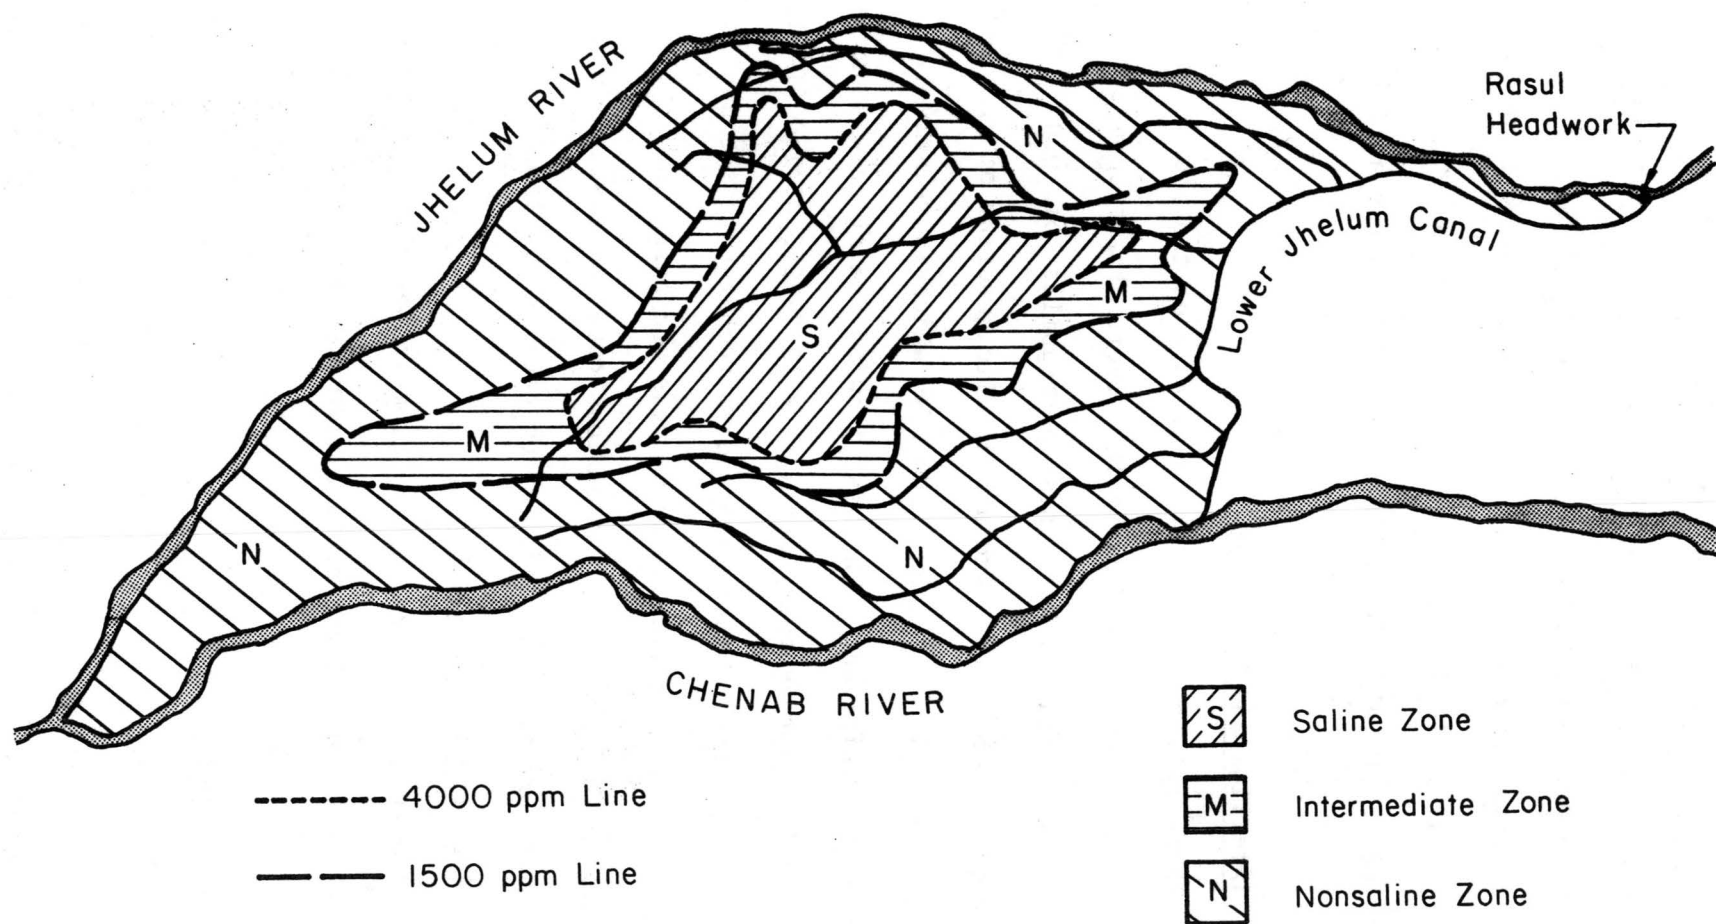 JHELUM RIVER
Rasul
Headwork
N
Lower Jhelum Canal
M
S
M
N
N
CHENAB RIVER
S Saline Zone
4000 ppm Line
M Intermediate Zone
1500 ppm Line
N Nonsaline Zone